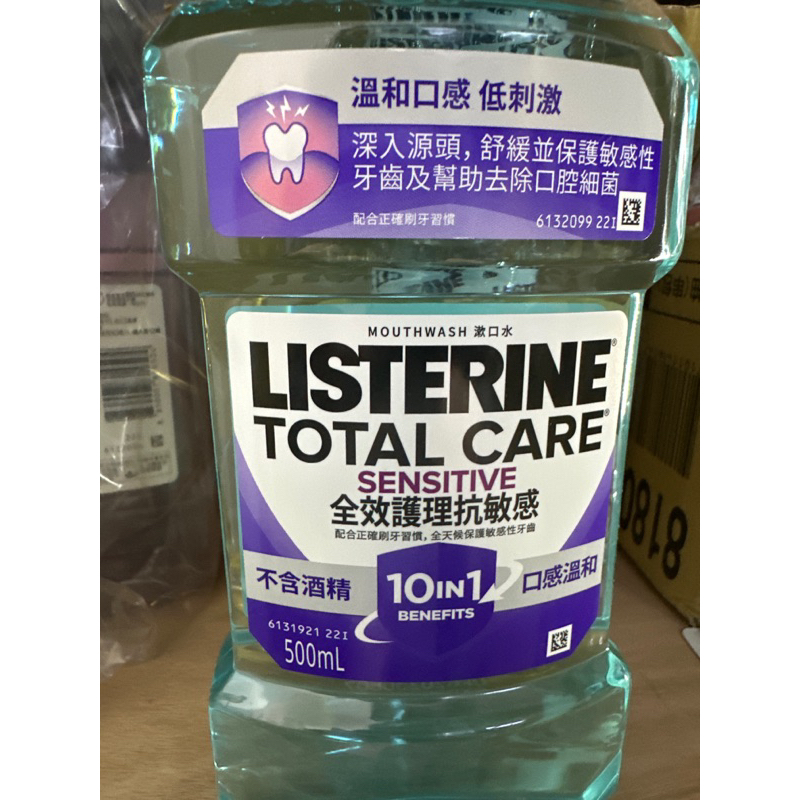 溫和口感 低刺激
深入源頭，舒緩並保護敏感性
牙齒及幫助去除口腔細菌
配合正確刷牙習慣
6132099 22I
MOUTHWASH 漱口水
LISTERINE®
TOTAL CARE®
SENSITIVE
全效護理抗敏感
配合正確刷牙習慣，全天候保護敏感性牙齒
不含酒精
10IN1
BENEFITS
口感溫和
6131921 22I
500mL
8180